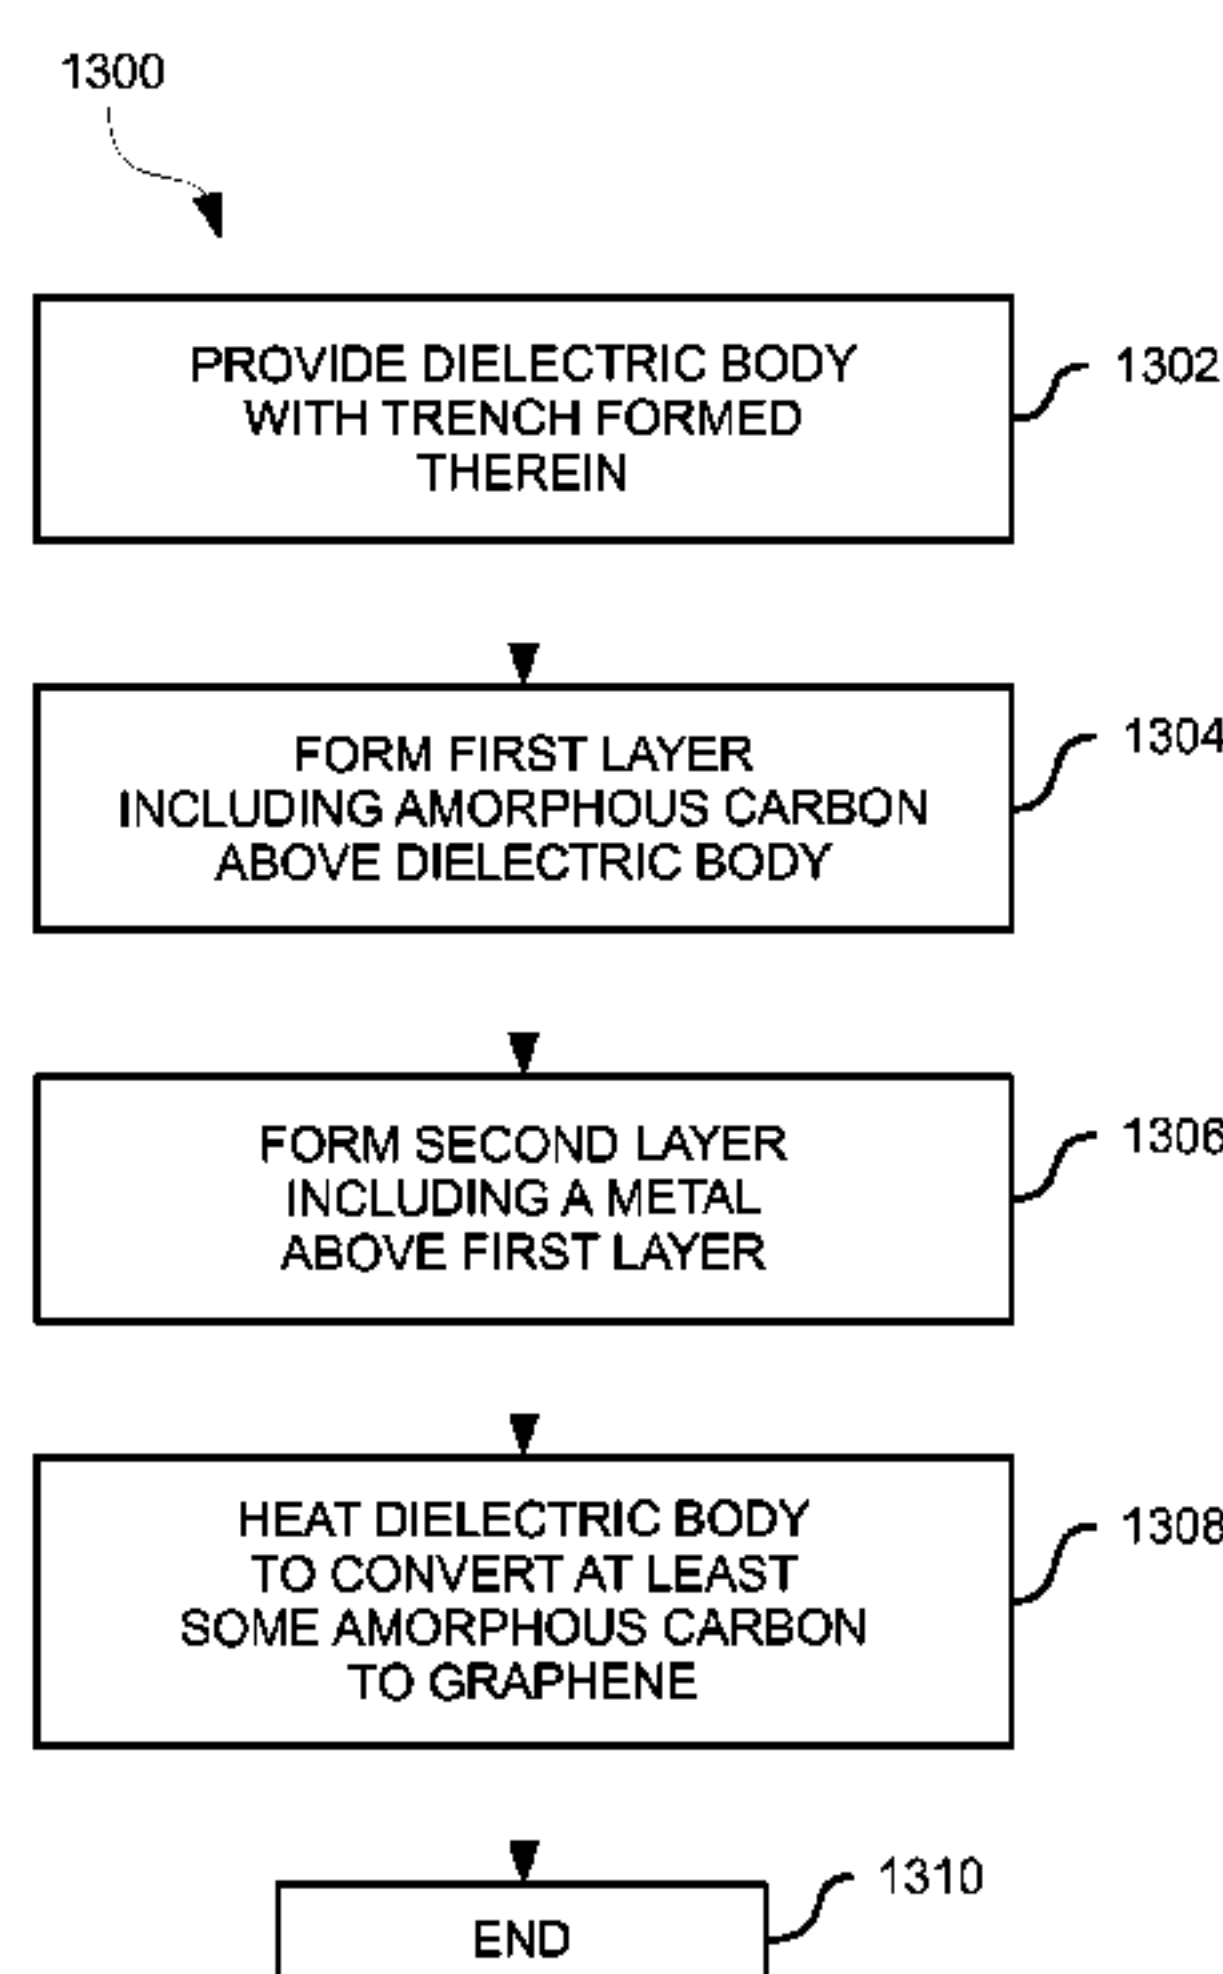 1300
PROVIDE DIELECTRIC BODY
WITH TRENCH FORMED
THEREIN
1302
FORM FIRST LAYER
INCLUDING AMORPHOUS CARBON
ABOVE DIELECTRIC BODY
1304
FORM SECOND LAYER
INCLUDING A METAL
ABOVE FIRST LAYER
1306
HEAT DIELECTRIC BODY
TO CONVERT AT LEAST
SOME AMORPHOUS CARBON
TO GRAPHENE
1308
END
1310